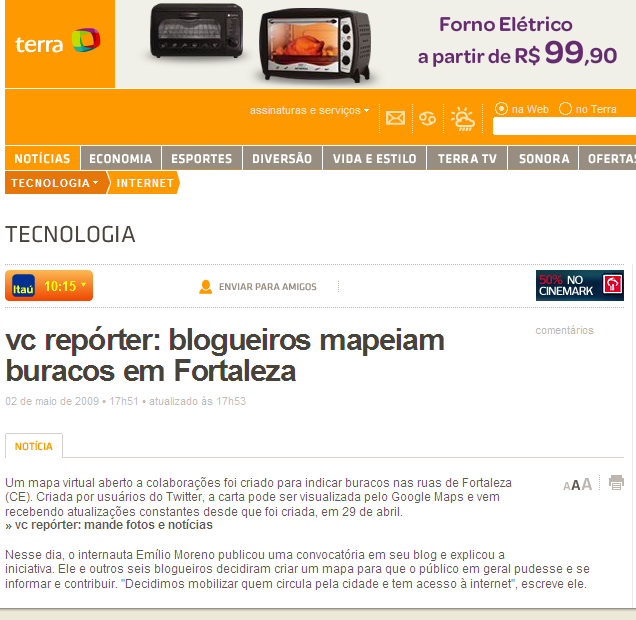 terra
Forno Elétrico
a partir de R$ 99,90
assinaturas e serviços
na Web
no Terra
NOTÍCIAS ECONOMIA ESPORTES DIVERSÃO VIDA E ESTILO TERRA TV SONORA OFERTAS
TECNOLOGIA INTERNET
TECNOLOGIA
Itaú 10:15
ENVIAR PARA AMIGOS
50% NO
CINEMARK
vc repórter: blogueiros mapeiam
buracos em Fortaleza
comentários
02 de maio de 2009 • 17h51 • atualizado às 17h53
NOTÍCIA
Um mapa virtual aberto a colaborações foi criado para indicar buracos nas ruas de Fortaleza
(CE). Criada por usuários do Twitter, a carta pode ser visualizada pelo Google Maps e vem
recebendo atualizações constantes desde que foi criada, em 29 de abril.
» vc repórter: mande fotos e notícias
AAA
Nesse dia, o internauta Emílio Moreno publicou uma convocatória em seu blog e explicou a
iniciativa. Ele e outros seis blogueiros decidiram criar um mapa para que o público em geral pudesse e se
informar e contribuir. "Decidimos mobilizar quem circula pela cidade e tem acesso à internet", escreve ele.